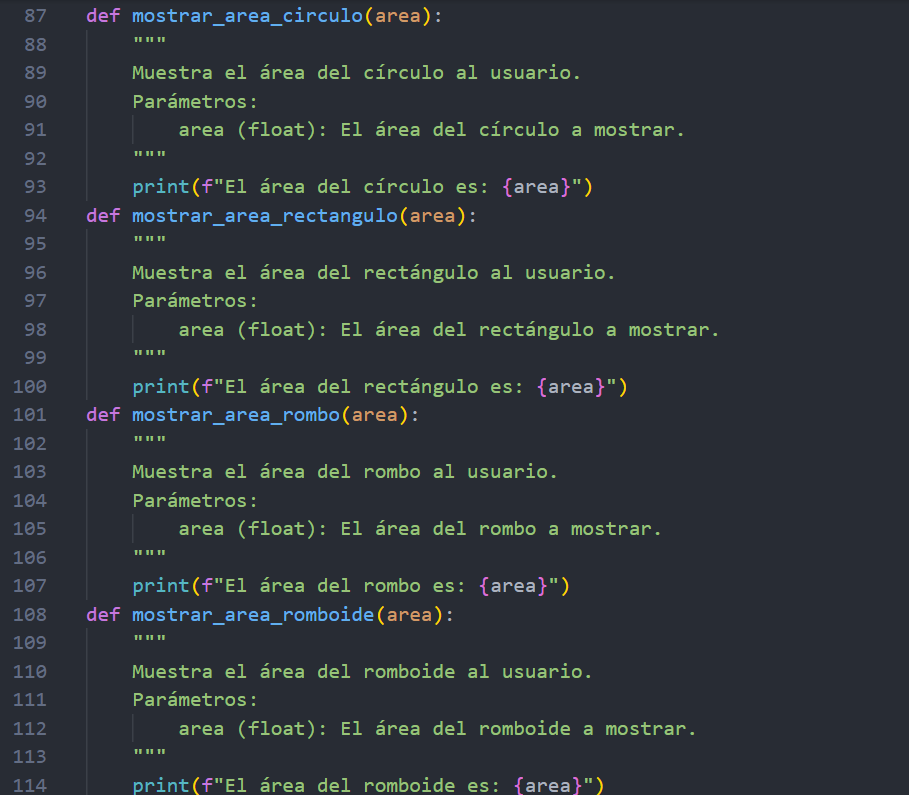 87 def mostrar_area_circulo(area):
88 """
89 Muestra el área del círculo al usuario.
90 Parámetros:
91 area (float): El área del círculo a mostrar.
92 """
93 print(f"El área del círculo es: {area}")
94 def mostrar_area_rectangulo(area):
95 """
96 Muestra el área del rectángulo al usuario.
97 Parámetros:
98 area (float): El área del rectángulo a mostrar.
99 """
100 print(f"El área del rectángulo es: {area}")
101 def mostrar_area_rombo(area):
102 """
103 Muestra el área del rombo al usuario.
104 Parámetros:
105 area (float): El área del rombo a mostrar.
106 """
107 print(f"El área del rombo es: {area}")
108 def mostrar_area_romboide(area):
109 """
110 Muestra el área del romboide al usuario.
111 Parámetros:
112 area (float): El área del romboide a mostrar.
113 """
114 print(f"El área del romboide es: {area}")